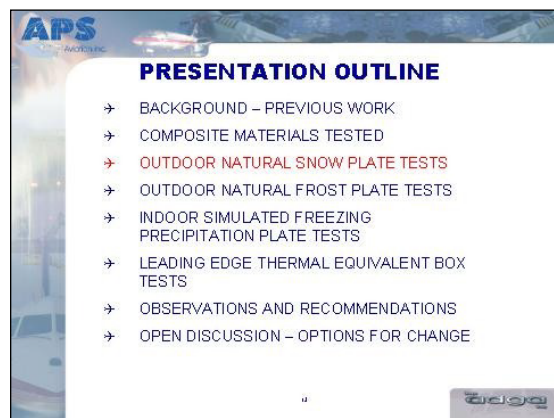 APS
Aviation Inc.
PRESENTATION OUTLINE
BACKGROUND – PREVIOUS WORK
COMPOSITE MATERIALS TESTED
OUTDOOR NATURAL SNOW PLATE TESTS
OUTDOOR NATURAL FROST PLATE TESTS
INDOOR SIMULATED FREEZING
PRECIPITATION PLATE TESTS
LEADING EDGE THERMAL EQUIVALENT BOX
TESTS
OBSERVATIONS AND RECOMMENDATIONS
OPEN DISCUSSION – OPTIONS FOR CHANGE